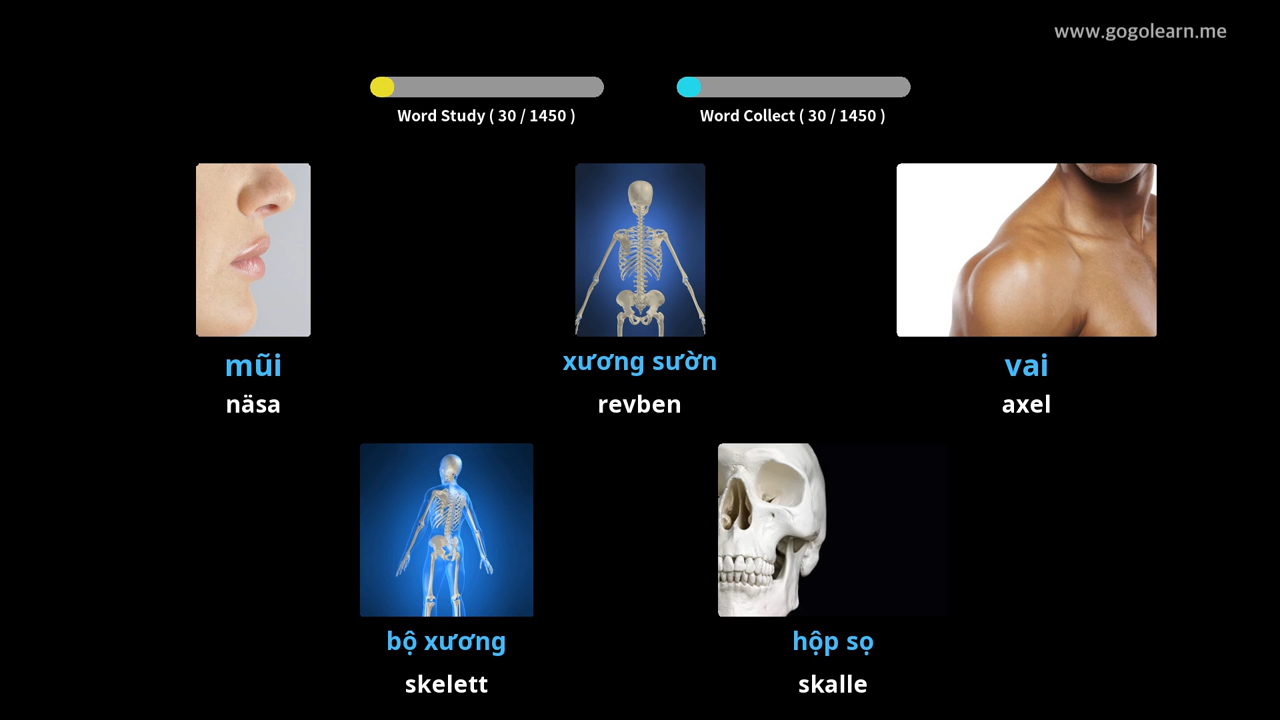 www.gogolearn.me
Word Study ( 30 / 1450 )
Word Collect ( 30 / 1450 )
mũi
näsa
xương sườn
revben
vai
axel
bộ xương
skelett
hộp sọ
skalle